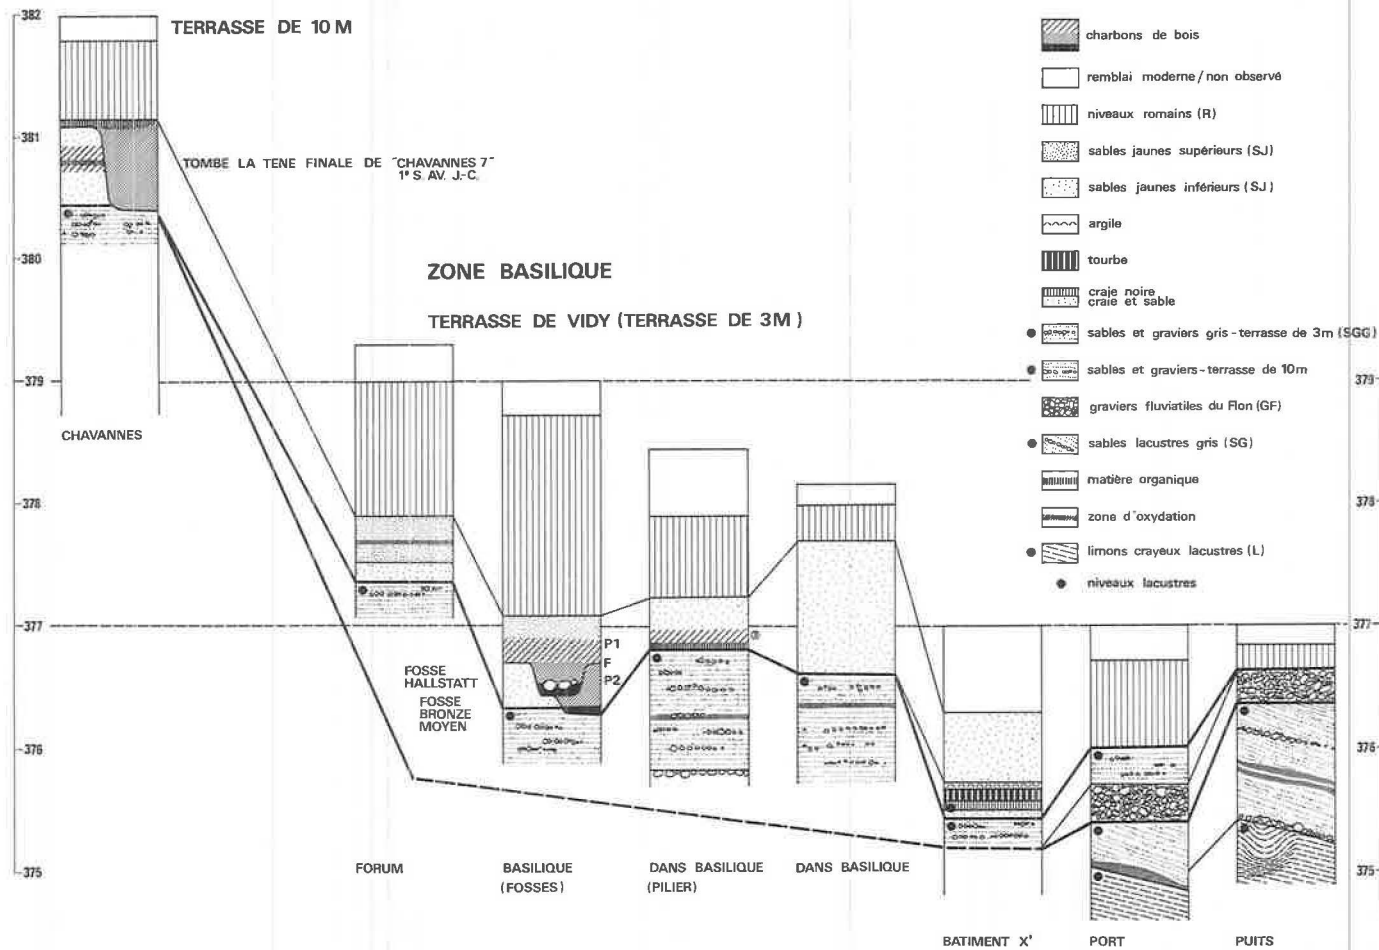 382
381
380
379
378
377
376
375
TERRASSE DE 10 M
TOMBE LA TENE FINALE DE "CHAVANNES 7"
1° S. AV. J.-C.
ZONE BASILIQUE
TERRASSE DE VIDY (TERRASSE DE 3M)
CHAVANNES
P1
F
P2
FOSSE
HALLSTATT
FOSSE
BRONZE
MOYEN
FORUM
BASILIQUE
(FOSSES)
DANS BASILIQUE
(PILIER)
DANS BASILIQUE
BATIMENT X'
PORT
PUITS
charbons de bois
remblai moderne / non observé
niveaux romains (R)
sables jaunes supérieurs (SJ)
sables jaunes inférieurs (SJ)
argile
tourbe
craie noire
craie et sable
sables et graviers gris - terrasse de 3m (SGG)
sables et graviers - terrasse de 10m
graviers fluviatiles du Flon (GF)
sables lacustres gris (SG)
matière organique
zone d'oxydation
limons crayeux lacustres (L)
niveaux lacustres
379
378
377
376
375